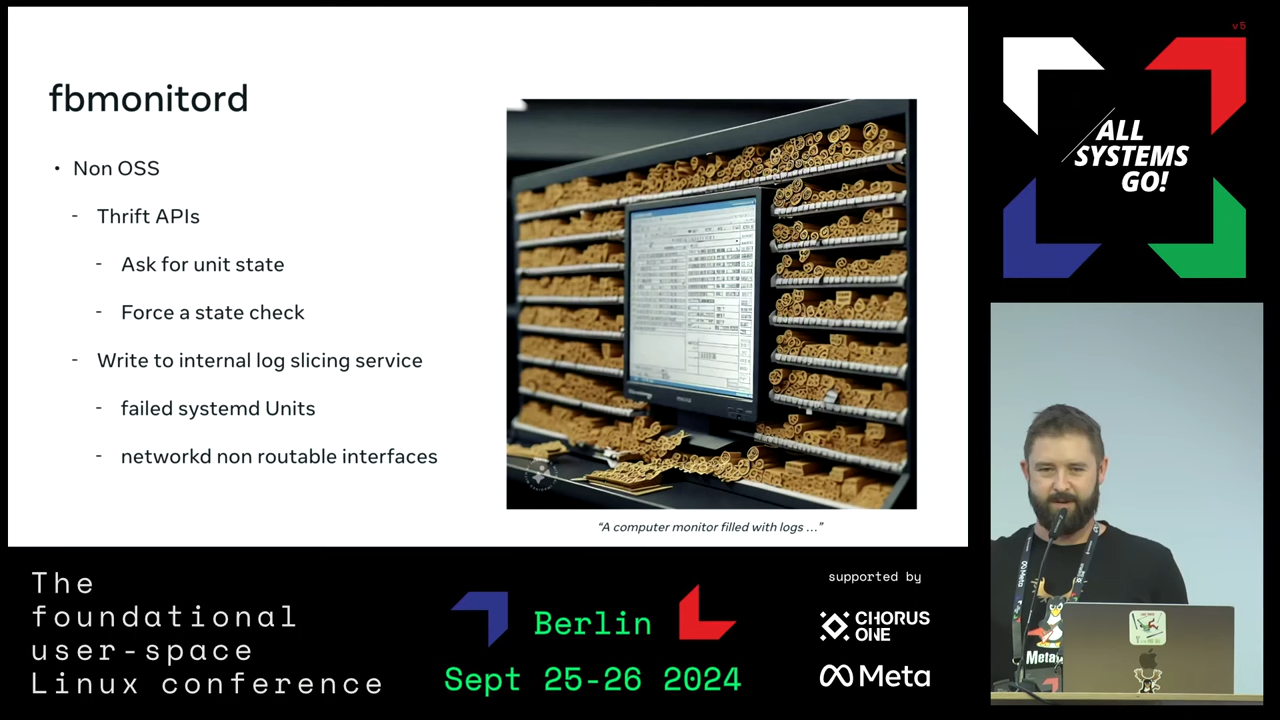 fbmonitord
• Non OSS
- Thrift APIs
- Ask for unit state
- Force a state check
- Write to internal log slicing service
- failed systemd Units
- networkd non routable interfaces
“A computer monitor filled with logs ...”
v5
ALL
SYSTEMS
GO!
Meta
The
foundational
user-space
Linux conference
Berlin
Sept 25-26 2024
supported by
CHORUS
ONE
Meta